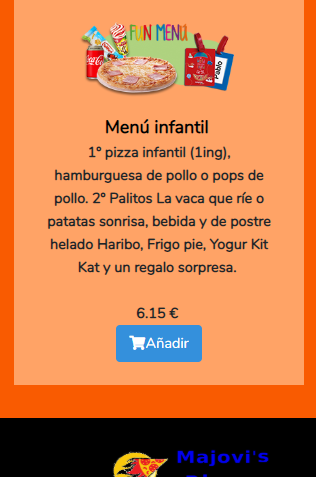 FUN MENÚ
Pablo
Menú infantil
1º pizza infantil (1ing),
hamburguesa de pollo o pops de
pollo. 2º Palitos La vaca que ríe o
patatas sonrisa, bebida y de postre
helado Haribo, Frigo pie, Yogur Kit
Kat y un regalo sorpresa.
6.15 €
Añadir
Majovi's